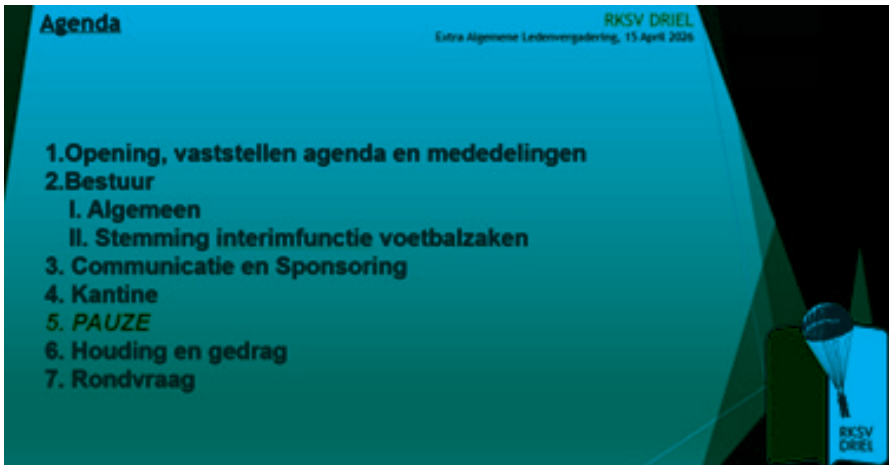 Agenda
RKSV DRIEL
Extra Algemene Ledenvergadering, 15 April 2026
1.Opening, vaststellen agenda en mededelingen
2.Bestuur
I. Algemeen
II. Stemming interimfunctie voetbalzaken
3. Communicatie en Sponsoring
4. Kantine
5. PAUZE
6. Houding en gedrag
7. Rondvraag
RKSV
DRIEL